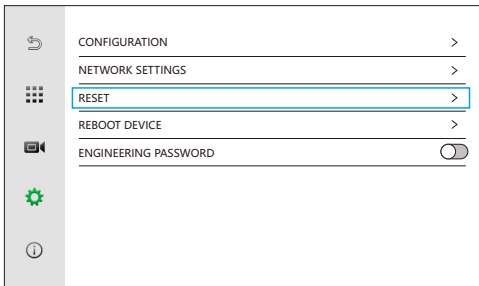 CONFIGURATION
NETWORK SETTINGS
RESET
REBOOT DEVICE
ENGINEERING PASSWORD